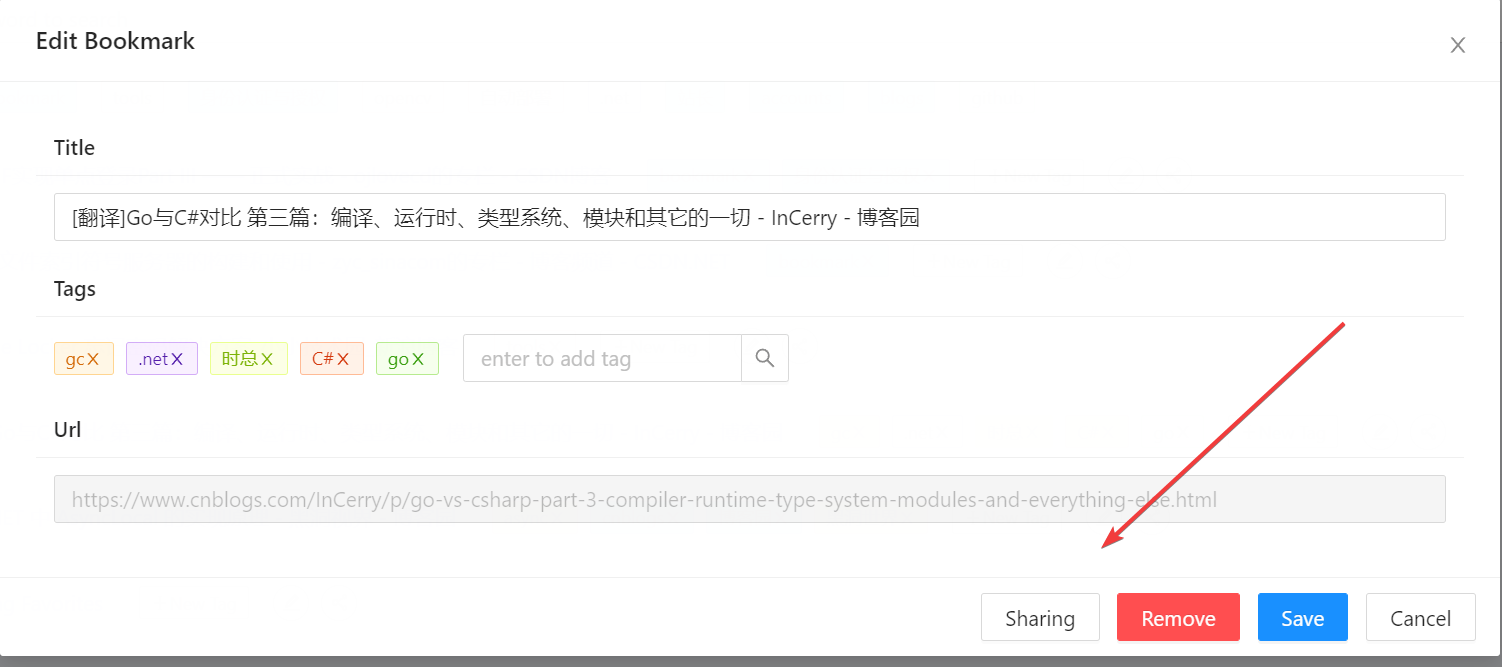 Edit Bookmark
Title
[翻译]Go与C#对比 第三篇：编译、运行时、类型系统、模块和其它的一切 - InCerry - 博客园
Tags
gc X .net X 时总 X C# X go X enter to add tag
Url
https://www.cnblogs.com/InCerry/p/go-vs-csharp-part-3-compiler-runtime-type-system-modules-and-everything-else.html
Sharing Remove Save Cancel